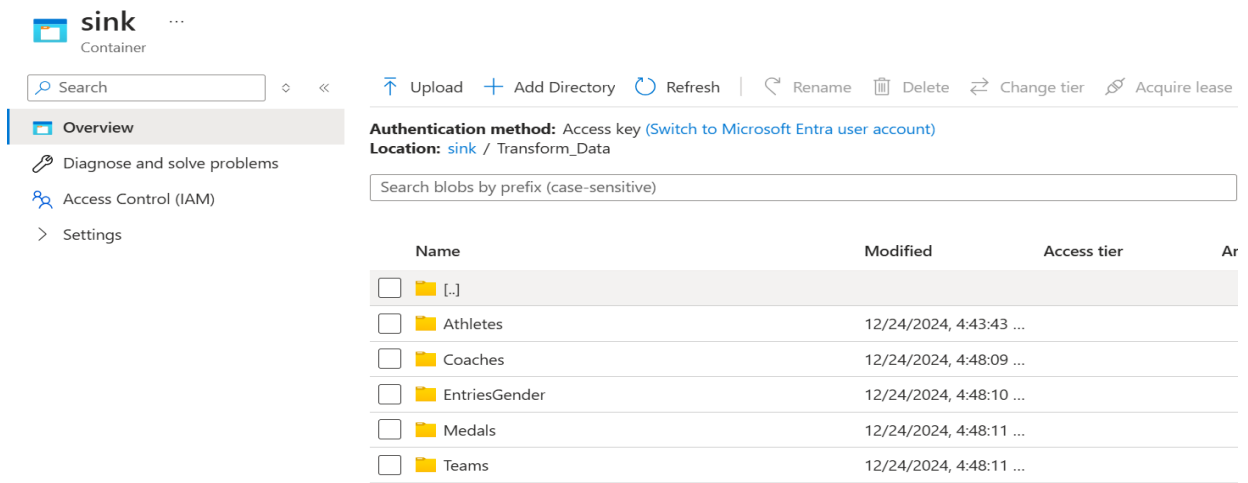 sink ...
Container
Search
Upload Add Directory Refresh Rename Delete Change tier Acquire lease
Overview
Diagnose and solve problems
Access Control (IAM)
Settings
Authentication method: Access key (Switch to Microsoft Entra user account)
Location: sink / Transform_Data
Search blobs by prefix (case-sensitive)
Name Modified Access tier Ar
[..]
Athletes 12/24/2024, 4:43:43 ...
Coaches 12/24/2024, 4:48:09 ...
EntriesGender 12/24/2024, 4:48:10 ...
Medals 12/24/2024, 4:48:11 ...
Teams 12/24/2024, 4:48:11 ...